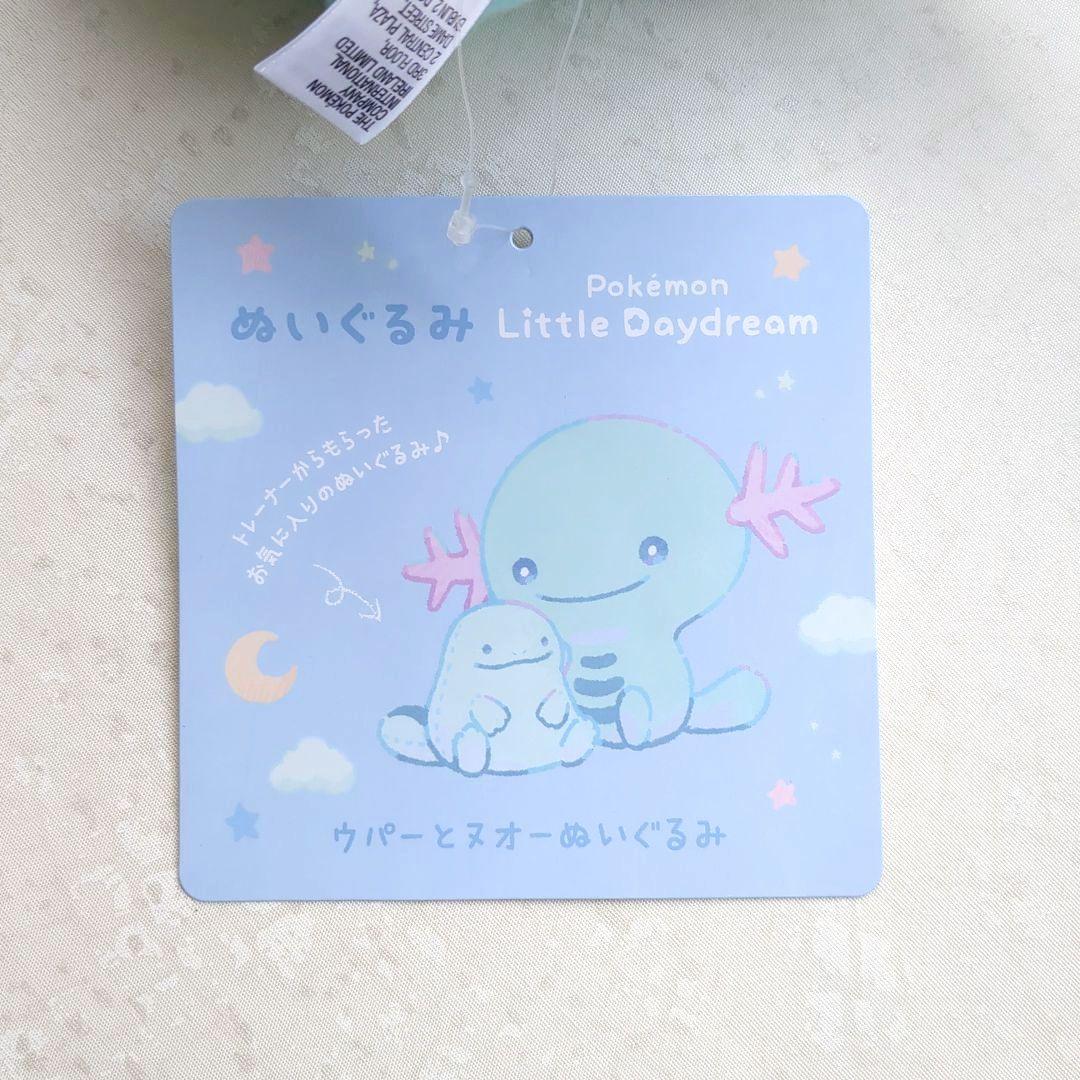 THE POKÉMON
COMPANY
INTERNATIONAL
IRELAND LIMITED
3RD FLOOR,
2 CENTRAL PLAZA,
DAME STREET,
DUBLIN 2, D
Pokémon
ぬいぐるみ Little Daydream
トレーナーからもらった
お気に入りのぬいぐるみ♪
ウパーとヌオーぬいぐるみ